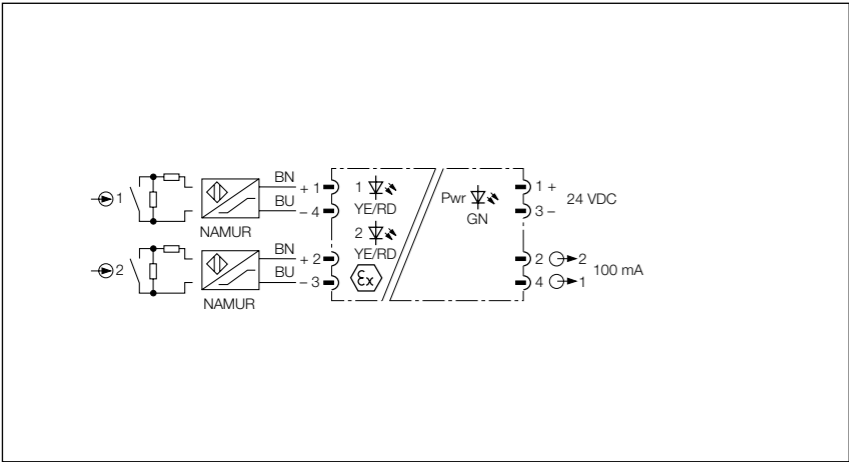 1
BN
+ 1
BU
– 4
NAMUR
2
BN
+ 2
BU
– 3
NAMUR
1
YE/RD
2
YE/RD
Ex
Pwr
GN
1 + 24 VDC
3 –
2 2 100 mA
4 1